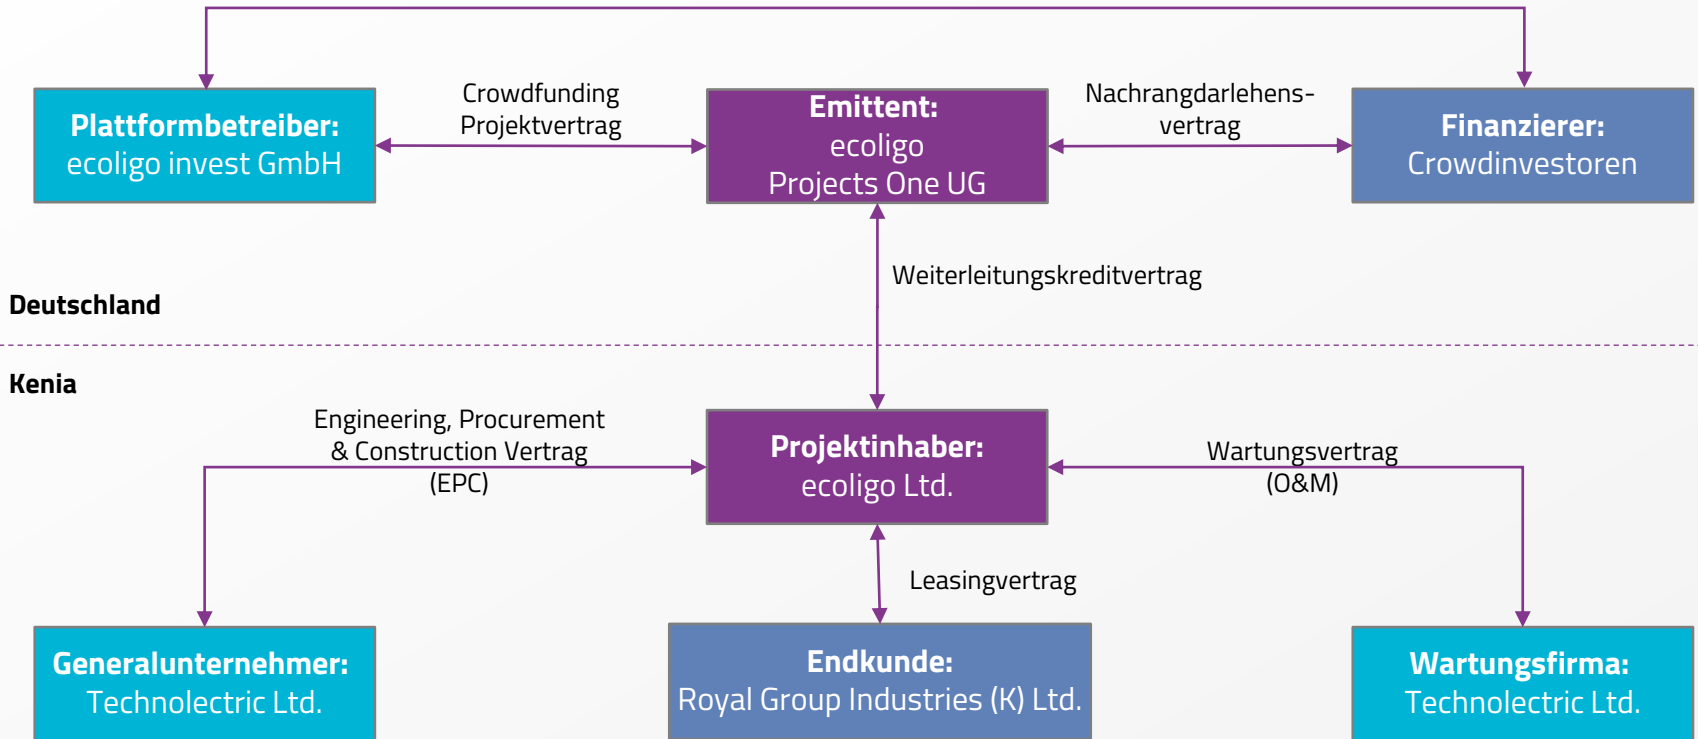 Crowdfunding
Projektvertrag
Nachrangdarlehens-
vertrag
Plattformbetreiber:
ecoligo invest GmbH
Emittent:
ecoligo
Projects One UG
Finanzierer:
Crowdinvestoren
Weiterleitungskreditvertrag
Deutschland
Kenia
Engineering, Procurement
& Construction Vertrag
(EPC)
Projektinhaber:
ecoligo Ltd.
Wartungsvertrag
(O&M)
Leasingvertrag
Generalunternehmer:
Technolectric Ltd.
Endkunde:
Royal Group Industries (K) Ltd.
Wartungsfirma:
Technolectric Ltd.